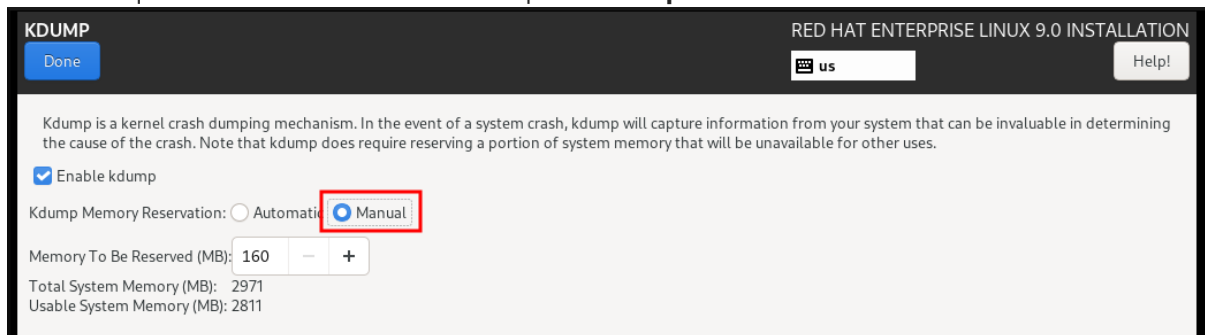 KDUMP
RED HAT ENTERPRISE LINUX 9.0 INSTALLATION
Done
us
Help!
Kdump is a kernel crash dumping mechanism. In the event of a system crash, kdump will capture information from your system that can be invaluable in determining
the cause of the crash. Note that kdump does require reserving a portion of system memory that will be unavailable for other uses.
Enable kdump
Kdump Memory Reservation: Automatic Manual
Memory To Be Reserved (MB): 160 − +
Total System Memory (MB): 2971
Usable System Memory (MB): 2811